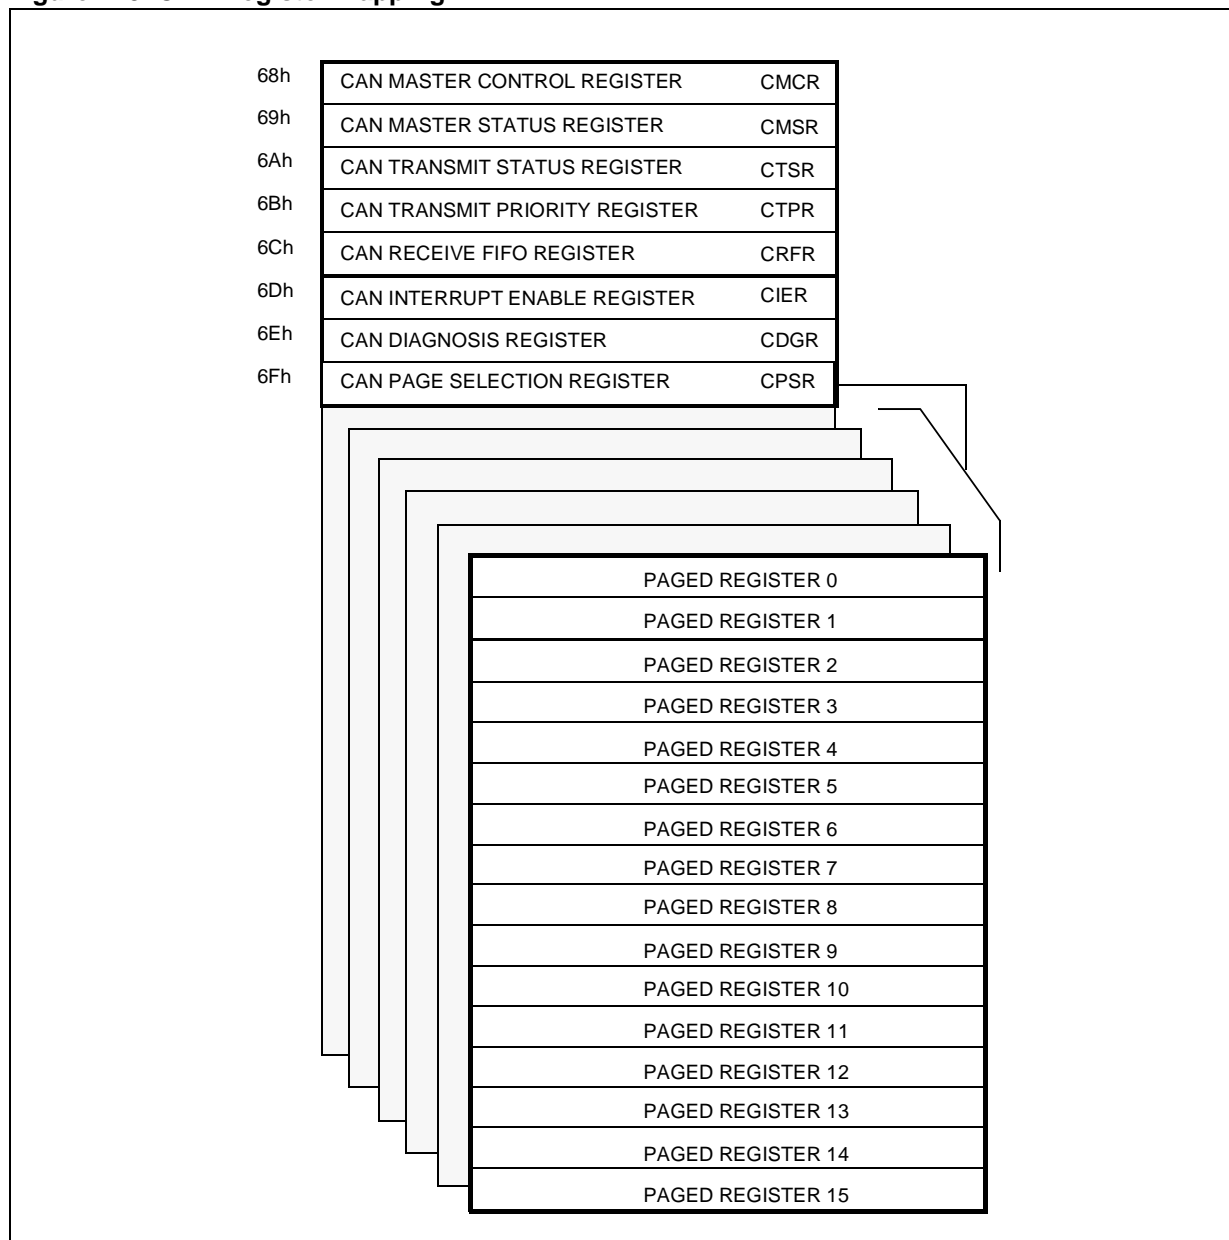 68h CAN MASTER CONTROL REGISTER CMCR
69h CAN MASTER STATUS REGISTER CMSR
6Ah CAN TRANSMIT STATUS REGISTER CTSR
6Bh CAN TRANSMIT PRIORITY REGISTER CTPR
6Ch CAN RECEIVE FIFO REGISTER CRFR
6Dh CAN INTERRUPT ENABLE REGISTER CIER
6Eh CAN DIAGNOSIS REGISTER CDGR
6Fh CAN PAGE SELECTION REGISTER CPSR
PAGED REGISTER 0
PAGED REGISTER 1
PAGED REGISTER 2
PAGED REGISTER 3
PAGED REGISTER 4
PAGED REGISTER 5
PAGED REGISTER 6
PAGED REGISTER 7
PAGED REGISTER 8
PAGED REGISTER 9
PAGED REGISTER 10
PAGED REGISTER 11
PAGED REGISTER 12
PAGED REGISTER 13
PAGED REGISTER 14
PAGED REGISTER 15